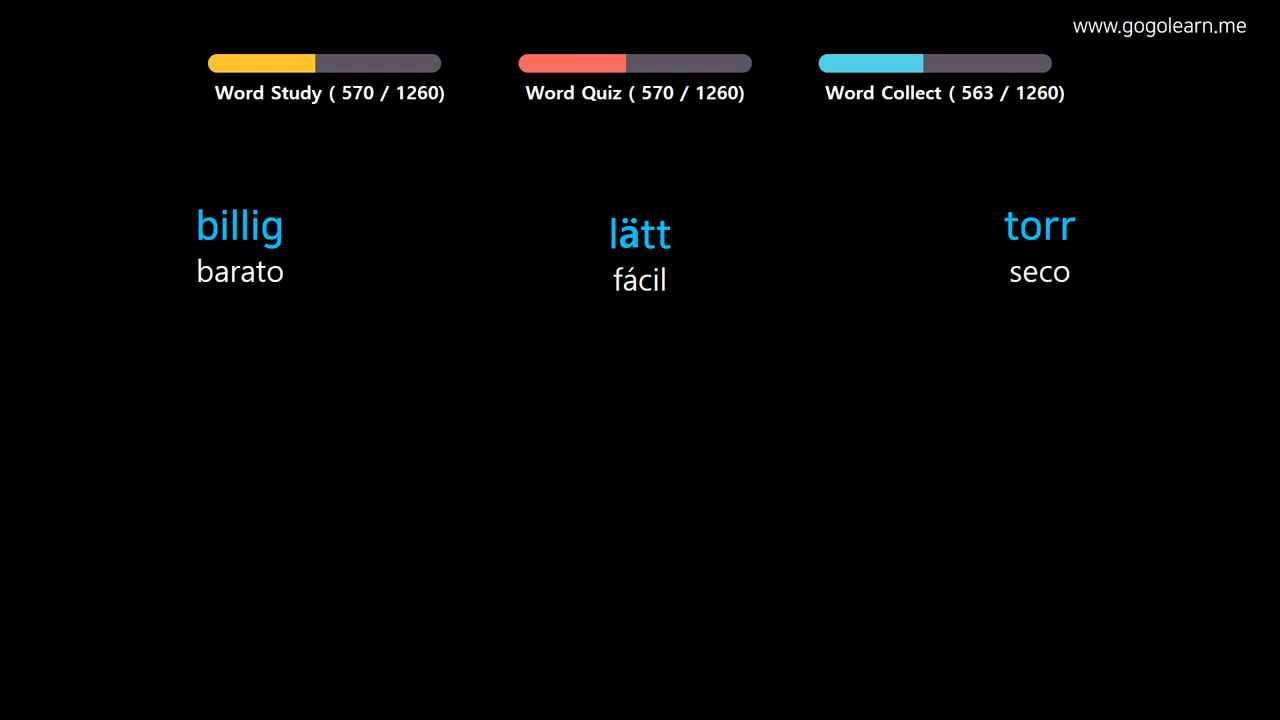 www.gogolearn.me
Word Study ( 570 / 1260)
Word Quiz ( 570 / 1260)
Word Collect ( 563 / 1260)
billig
barato
lätt
fácil
torr
seco